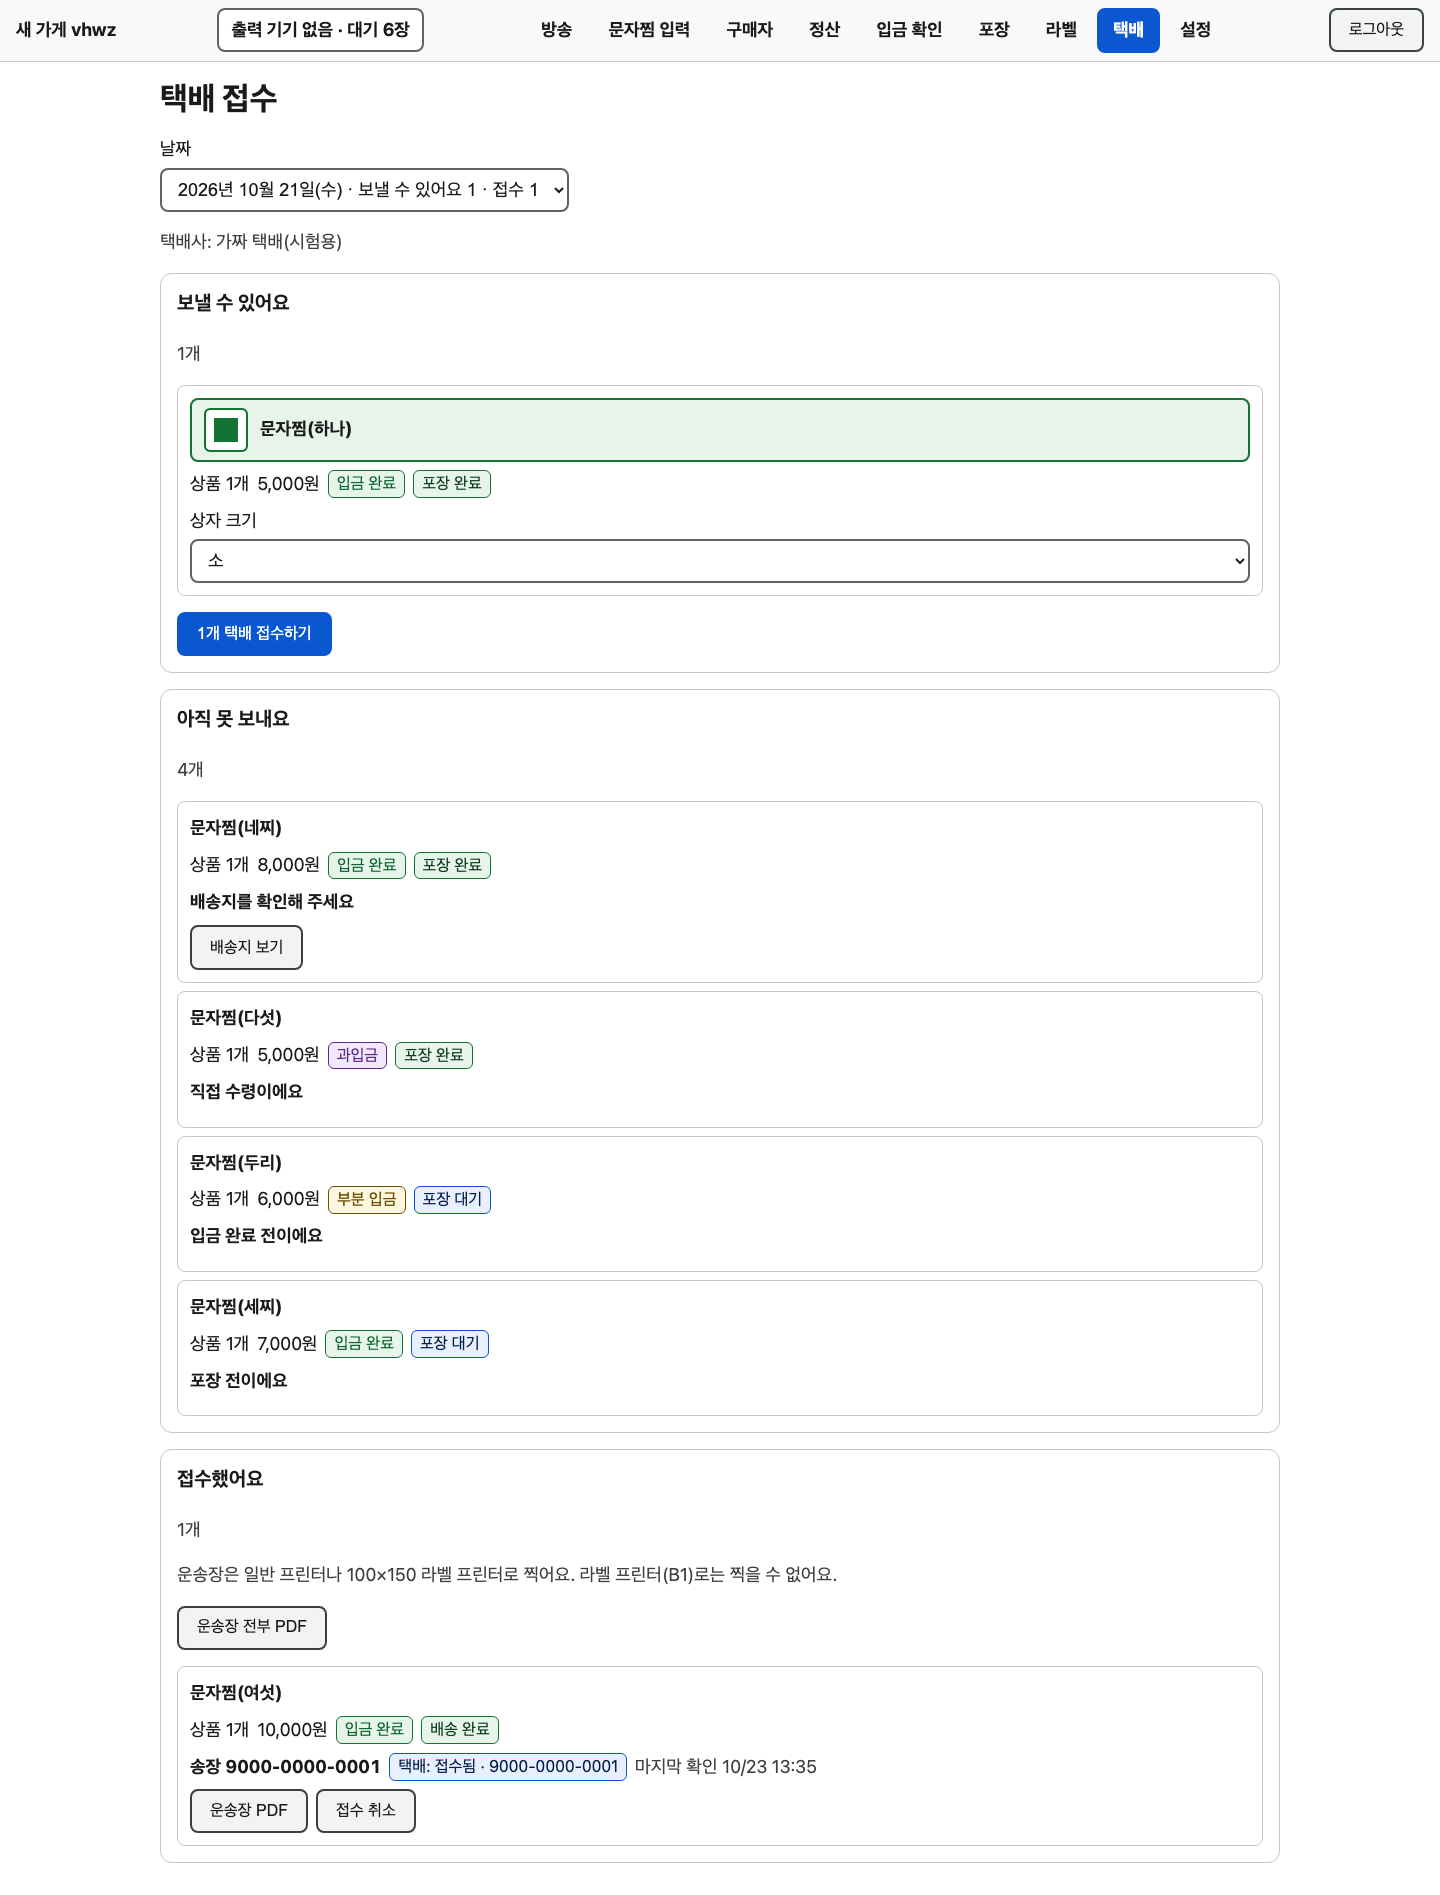 새 가게 vhwz
출력 기기 없음 · 대기 6장
방송 문자찜 입력 구매자 정산 입금 확인 포장 라벨 택배 설정
로그아웃
택배 접수
날짜
2026년 10월 21일(수) · 보낼 수 있어요 1 · 접수 1
택배사: 가짜 택배(시험용)
보낼 수 있어요
1개
문자찜(하나)
상품 1개 5,000원 입금 완료 포장 완료
상자 크기
소
1개 택배 접수하기
아직 못 보내요
4개
문자찜(네찌)
상품 1개 8,000원 입금 완료 포장 완료
배송지를 확인해 주세요
배송지 보기
문자찜(다섯)
상품 1개 5,000원 과입금 포장 완료
직접 수령이에요
문자찜(두리)
상품 1개 6,000원 부분 입금 포장 대기
입금 완료 전이에요
문자찜(세찌)
상품 1개 7,000원 입금 완료 포장 대기
포장 전이에요
접수했어요
1개
운송장은 일반 프린터나 100×150 라벨 프린터로 찍어요. 라벨 프린터(B1)로는 찍을 수 없어요.
운송장 전부 PDF
문자찜(여섯)
상품 1개 10,000원 입금 완료 배송 완료
송장 9000-0000-0001 택배: 접수됨 · 9000-0000-0001 마지막 확인 10/23 13:35
운송장 PDF 접수 취소